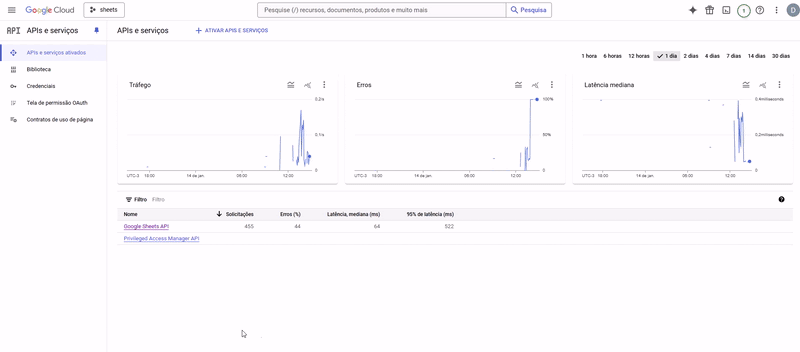 Google Cloud
sheets
Pesquise (/) recursos, documentos, produtos e muito mais
Pesquisa
1
D
API APIs e serviços
APIs e serviços
+ ATIVAR APIS E SERVIÇOS
APIs e serviços ativados
Biblioteca
Credenciais
Tela de permissão OAuth
Contratos de uso de página
1 hora 6 horas 12 horas 1 dia 2 dias 4 dias 7 dias 14 dias 30 dias
Tráfego
0,2/s
0,1/s
0
UTC-3 18:00 14 de jan. 06:00 12:00
Erros
100%
50%
0
UTC-3 18:00 14 de jan. 06:00 12:00
Latência mediana
0,4milliseconds
0,2milliseconds
0
UTC-3 18:00 14 de jan. 06:00 12:00
Filtro Filtro
Nome Solicitações Erros (%) Latência, mediana (ms) 95% de latência (ms)
Google Sheets API 455 44 64 522
Privileged Access Manager API